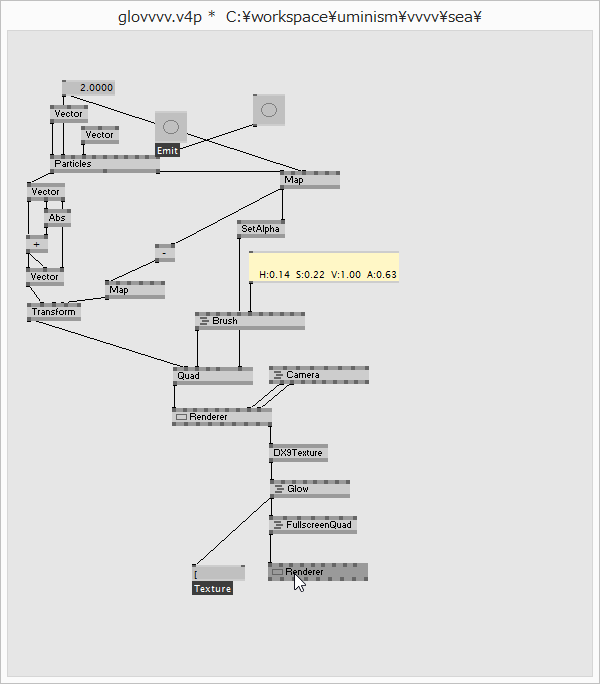 glovvvv.v4p * C:¥workspace¥uminism¥vvvv¥sea¥
2.0000
Vector
Vector
Emit
Particles
Map
Vector
Abs
SetAlpha
+
-
Vector
H:0.14 S:0.22 V:1.00 A:0.63
Map
Transform
Brush
Quad
Camera
Renderer
DX9Texture
Glow
FullscreenQuad
[
Renderer
Texture